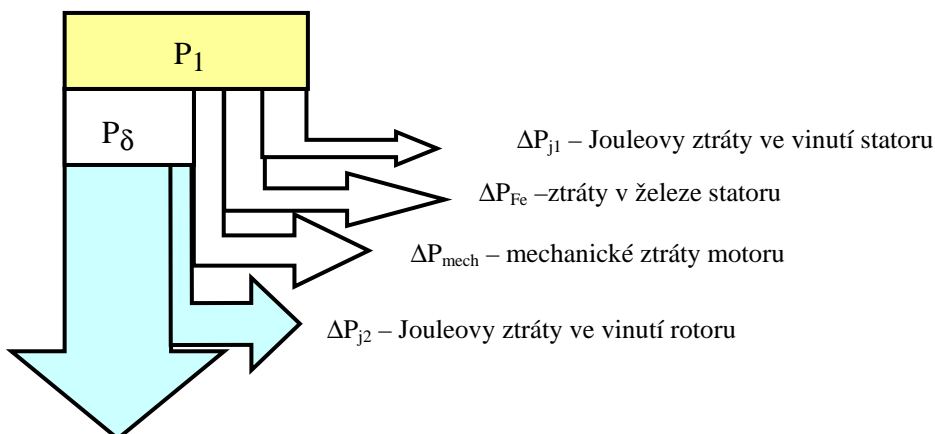 P1
Pδ
ΔPj1 – Jouleovy ztráty ve vinutí statoru
ΔPFe –ztráty v železe statoru
ΔPmech – mechanické ztráty motoru
ΔPj2 – Jouleovy ztráty ve vinutí rotoru